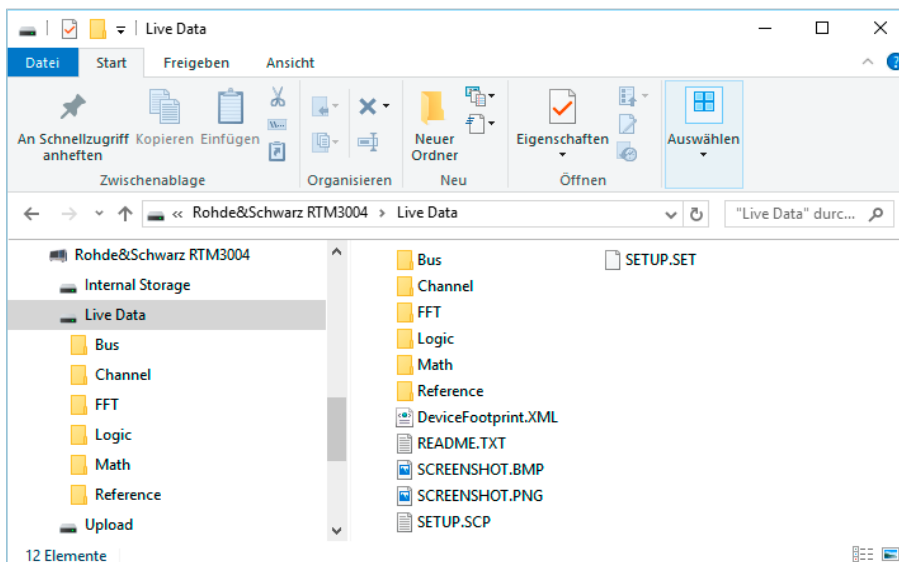 Live Data
Datei Start Freigeben Ansicht
An Schnellzugriff anheften
Kopieren
Einfügen
Neuer Ordner
Eigenschaften
Auswählen
Zwischenablage
Organisieren
Neu
Öffnen
« Rohde&Schwarz RTM3004 > Live Data
"Live Data" durc...
Rohde&Schwarz RTM3004
Internal Storage
Live Data
Bus
Channel
FFT
Logic
Math
Reference
Upload
Bus
Channel
FFT
Logic
Math
Reference
DeviceFootprint.XML
README.TXT
SCREENSHOT.BMP
SCREENSHOT.PNG
SETUP.SCP
SETUP.SET
12 Elemente